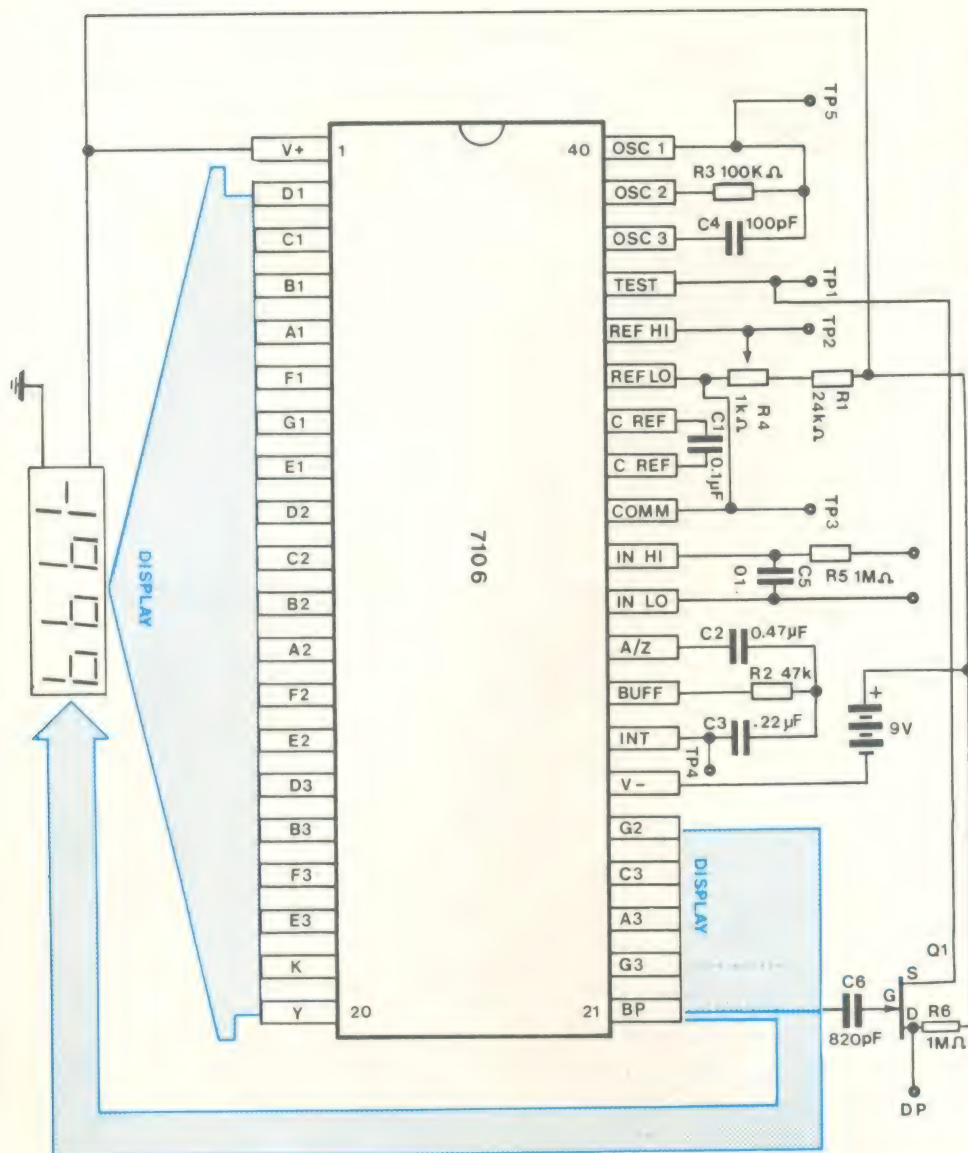 TP5
V+ 1 40 OSC 1
D1 OSC 2 R3 100KΩ
C1 OSC 3 C4 100pF
B1 TEST TP1
A1 REF HI TP2
F1 REF LO R4 1kΩ R1 24kΩ
G1 C REF C1 0.1µF
E1 C REF
D2 COMM TP3
7106
C2 IN HI R5 1MΩ
DISPLAY
B2 IN LO C5 01
A2 A/Z C2 0.47µF
F2 BUFF R2 47k
E2 INT C3 .22µF
TP4
+
9V
D3 V-
B3 G2
F3 C3
DISPLAY
E3 A3
K G3
Y 20 21 BP
Q1
S
G
D
C6
820pF
R6
1MΩ
DP